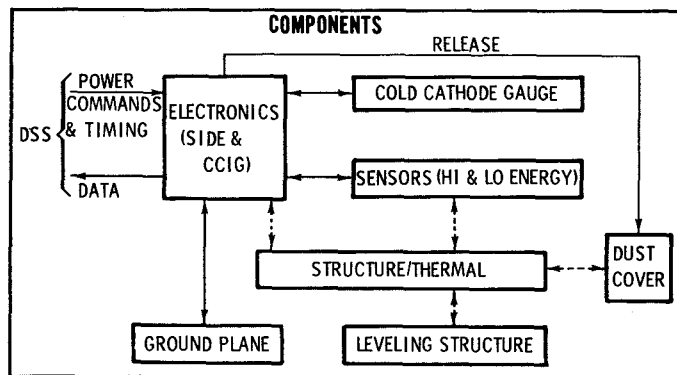 COMPONENTS
RELEASE
POWER
COMMANDS
& TIMING
DSS
DATA
ELECTRONICS
(SIDE &
CCIG)
COLD CATHODE GAUGE
SENSORS (HI & LO ENERGY)
STRUCTURE/THERMAL
DUST
COVER
GROUND PLANE
LEVELING STRUCTURE